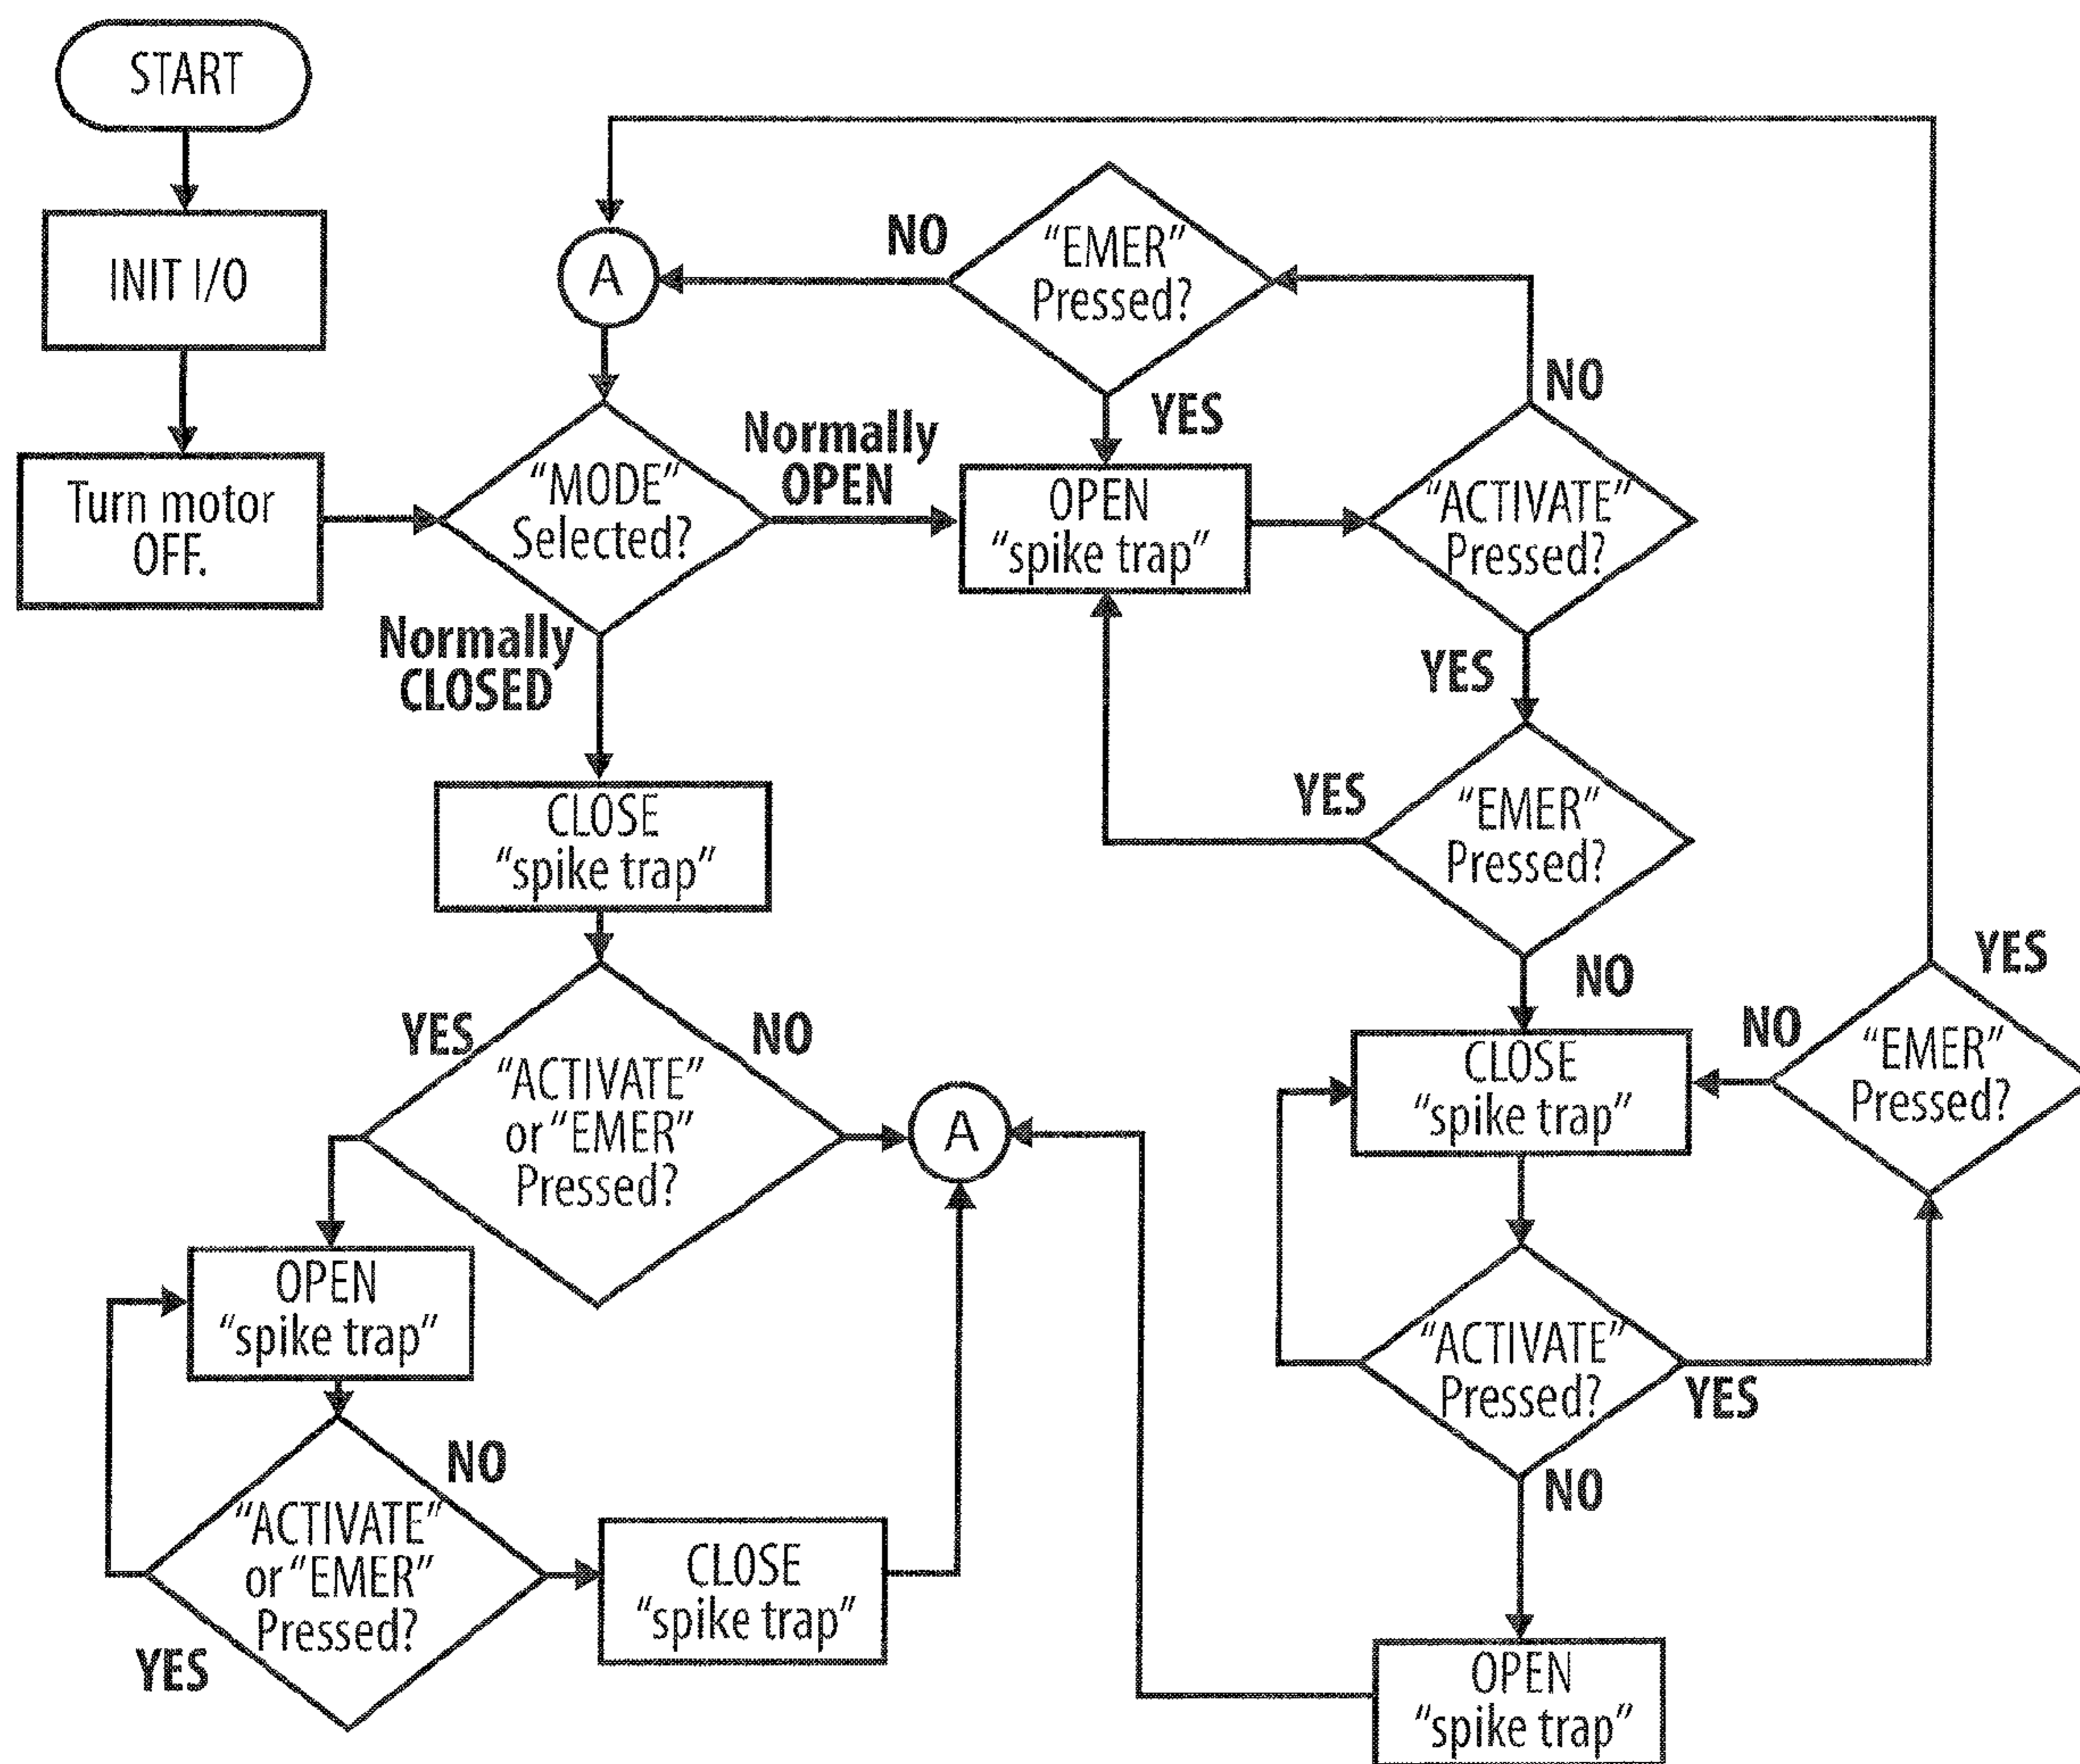 START
INIT I/O
Turn motor
OFF.
A
"MODE"
Selected?
Normally
OPEN
Normally
CLOSED
NO
"EMER"
Pressed?
YES
OPEN
"spike trap"
NO
"ACTIVATE"
Pressed?
YES
YES
"EMER"
Pressed?
NO
CLOSE
"spike trap"
YES
NO
"ACTIVATE"
or "EMER"
Pressed?
A
CLOSE
"spike trap"
NO
YES
"EMER"
Pressed?
"ACTIVATE"
Pressed?
YES
NO
OPEN
"spike trap"
NO
"ACTIVATE"
or "EMER"
Pressed?
YES
CLOSE
"spike trap"
OPEN
"spike trap"